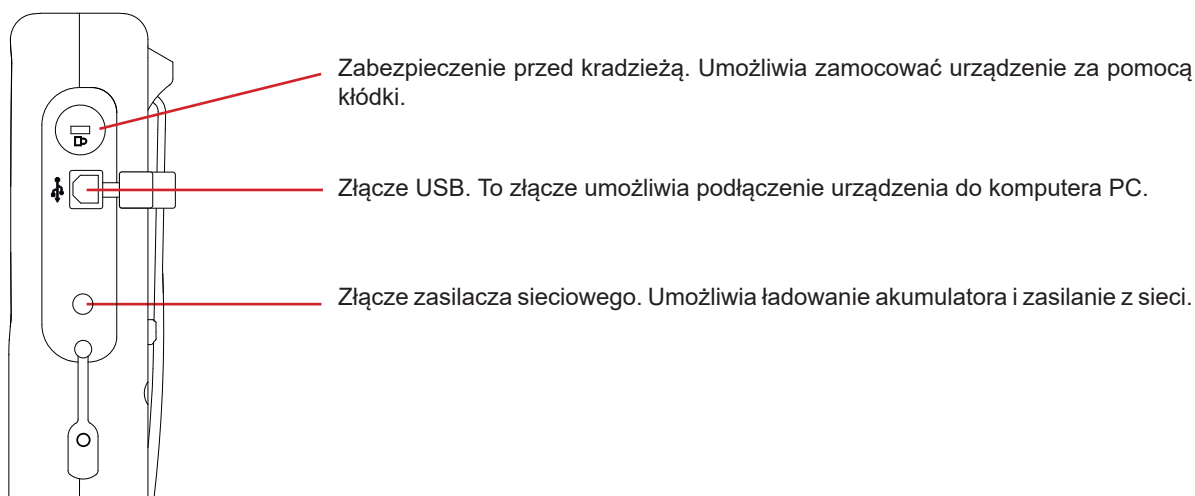 Zabezpieczenie przed kradzieżą. Umożliwia zamocować urządzenie za pomocą
kłódki.
Złącze USB. To złącze umożliwia podłączenie urządzenia do komputera PC.
Złącze zasilacza sieciowego. Umożliwia ładowanie akumulatora i zasilanie z sieci.